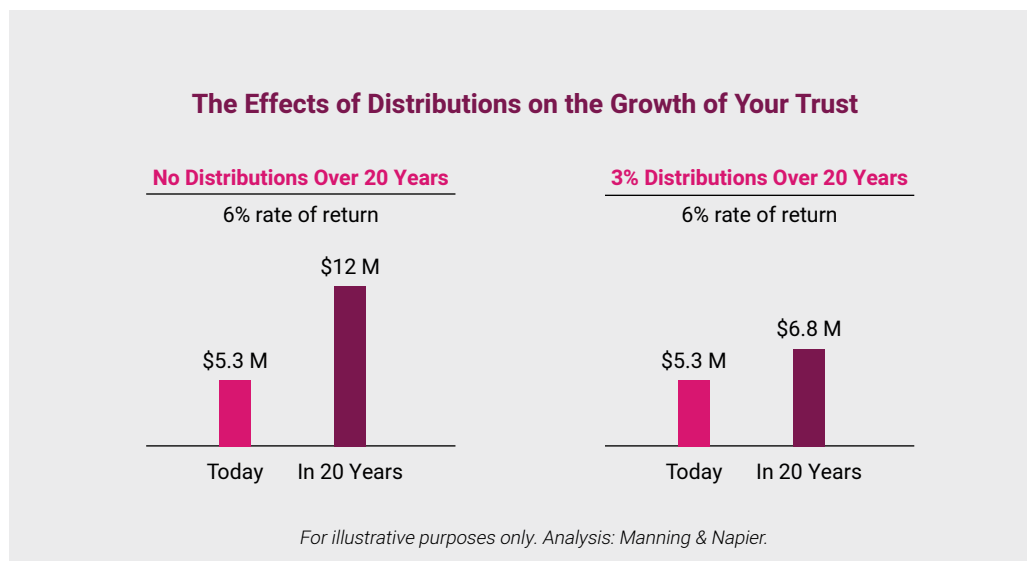 The Effects of Distributions on the Growth of Your Trust
No Distributions Over 20 Years
6% rate of return
$12 M
$5.3 M
Today
In 20 Years
3% Distributions Over 20 Years
6% rate of return
$6.8 M
$5.3 M
Today
In 20 Years
For illustrative purposes only. Analysis: Manning & Napier.